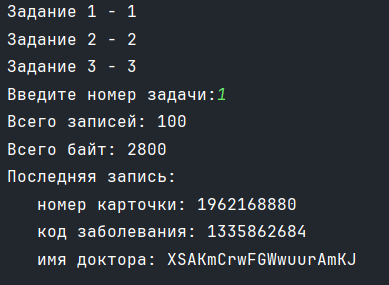 Задание 1 - 1
Задание 2 - 2
Задание 3 - 3
Введите номер задачи:1
Всего записей: 100
Всего байт: 2800
Последняя запись:
номер карточки: 1962168880
код заболевания: 1335862684
имя доктора: XSAKmCrwFGWwuurAmKJ